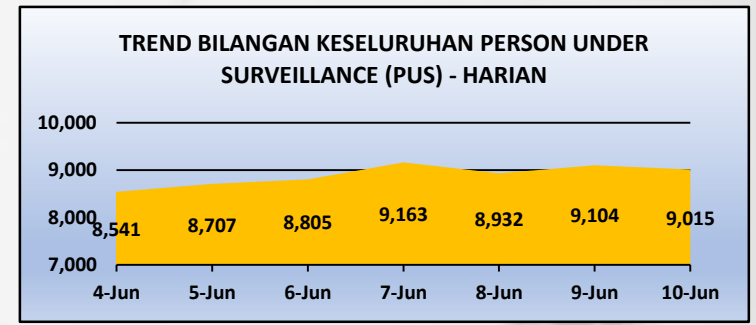 TREND BILANGAN KESELURUHAN PERSON UNDER
SURVEILLANCE (PUS) - HARIAN
10,000
9,000
8,000
7,000
8,541
8,707
8,805
9,163
8,932
9,104
9,015
4-Jun
5-Jun
6-Jun
7-Jun
8-Jun
9-Jun
10-Jun